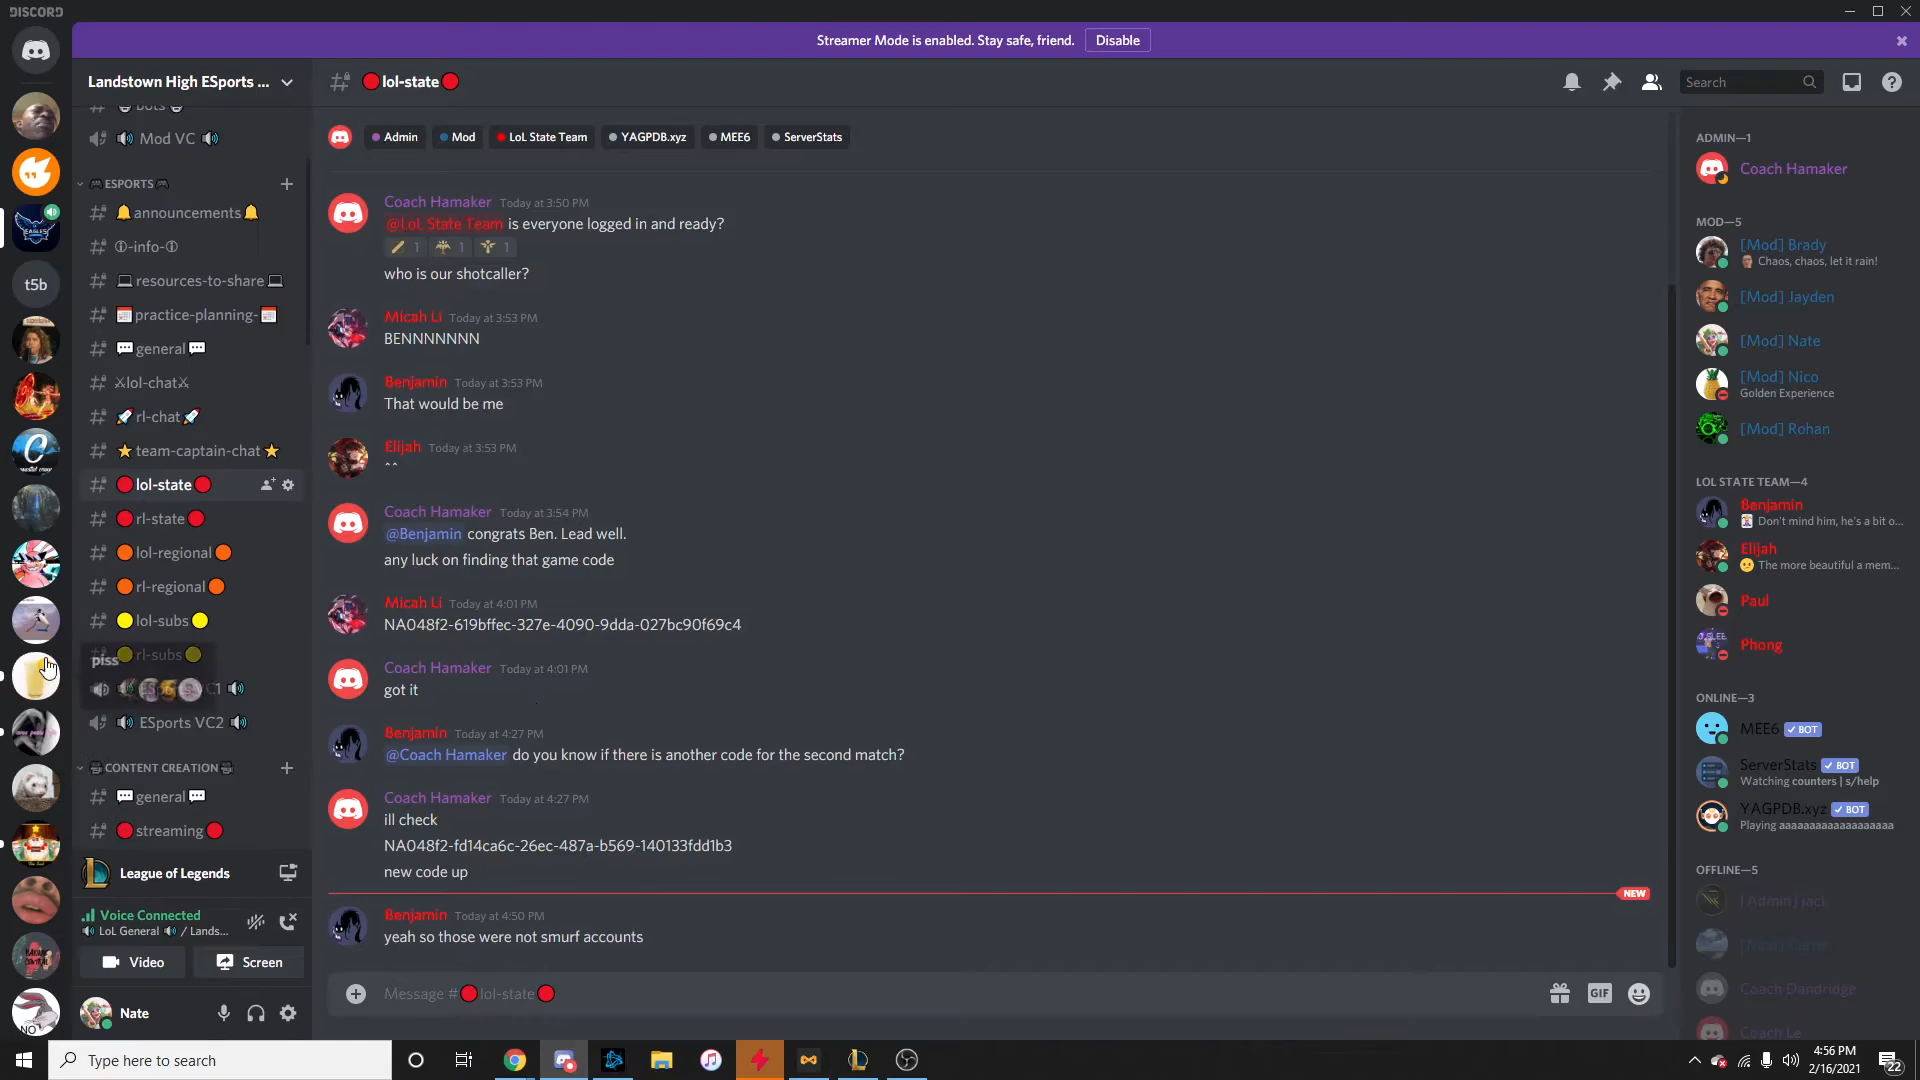 DISCORD
Streamer Mode is enabled. Stay safe, friend.
Disable
Landstown High ESports ...
lol-state
Search
bots
Mod VC
ESPORTS
announcements
-info-
resources-to-share
practice-planning-
general
lol-chat
rl-chat
team-captain-chat
lol-state
rl-state
lol-regional
rl-regional
lol-subs
rl-subs
piss
C1
ESports VC2
CONTENT CREATION
general
streaming
League of Legends
Voice Connected
LoL General / Lands...
Video
Screen
Nate
t5b
NO
Admin
Mod
LoL State Team
YAGPDB.xyz
MEE6
ServerStats
Coach Hamaker Today at 3:50 PM
@LoL State Team is everyone logged in and ready?
1 1 1
who is our shotcaller?
Micah Li Today at 3:53 PM
BENNNNNNN
Benjamin Today at 3:53 PM
That would be me
Elijah Today at 3:53 PM
^^
Coach Hamaker Today at 3:54 PM
@Benjamin congrats Ben. Lead well.
any luck on finding that game code
Micah Li Today at 4:01 PM
NA048f2-619bffec-327e-4090-9dda-027bc90f69c4
Coach Hamaker Today at 4:01 PM
got it
Benjamin Today at 4:27 PM
@Coach Hamaker do you know if there is another code for the second match?
Coach Hamaker Today at 4:27 PM
ill check
NA048f2-fd14ca6c-26ec-487a-b569-140133fdd1b3
new code up
NEW
Benjamin Today at 4:50 PM
yeah so those were not smurf accounts
Message # lol-state
GIF
ADMIN—1
Coach Hamaker
MOD—5
[Mod] Brady
Chaos, chaos, let it rain!
[Mod] Jayden
[Mod] Nate
[Mod] Nico
Golden Experience
[Mod] Rohan
LOL STATE TEAM—4
Benjamin
Don't mind him, he's a bit o...
Elijah
The more beautiful a mem...
Paul
Phong
ONLINE—3
MEE6 BOT
ServerStats BOT
Watching counters | s/help
YAGPDB.xyz BOT
Playing aaaaaaaaaaaaaaaaaaa
OFFLINE—5
[Admin] jack
[Mod]
Coach Dandridge
Coach Le
Type here to search
4:56 PM
2/16/2021
22